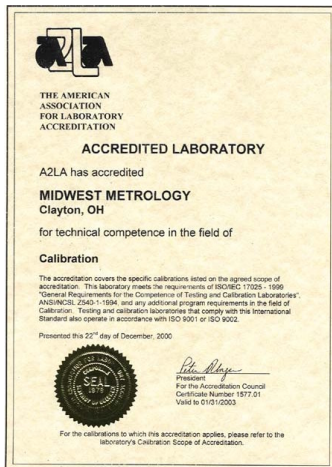 A2LA
THE AMERICAN
ASSOCIATION
FOR LABORATORY
ACCREDITATION
ACCREDITED LABORATORY
A2LA has accredited
MIDWEST METROLOGY
Clayton, OH
for technical competence in the field of
Calibration
The accreditation covers the specific calibrations listed on the agreed scope of
accreditation. This laboratory meets the requirements of ISO/IEC 17025 - 1999
"General Requirements for the Competence of Testing and Calibration Laboratories",
ANSI/NCSL Z540-1-1994, and any additional program requirements in the field of
Calibration. Testing and calibration laboratories that comply with this International
Standard also operate in accordance with ISO 9001 or ISO 9002.
Presented this 22nd day of December, 2000
SEAL
1978
President
For the Accreditation Council
Certificate Number 1577.01
Valid to 01/31/2003
For the calibrations to which this accreditation applies, please refer to the
laboratory's Calibration Scope of Accreditation.